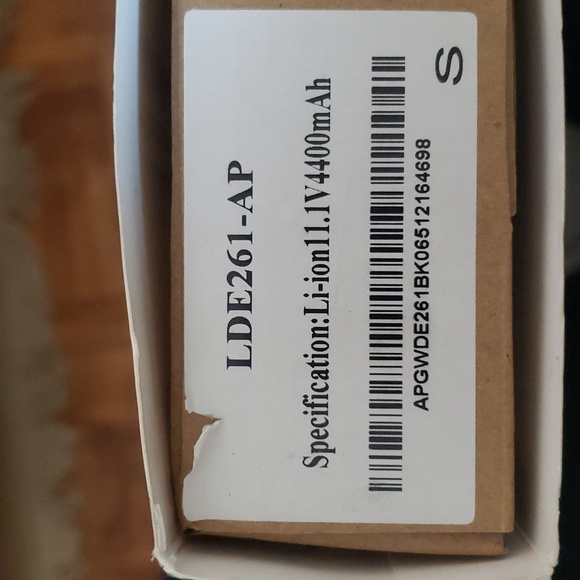 LDE261-AP
Specification:Li-ion11.1V4400mAh
APGWDE261BK06512164698
S